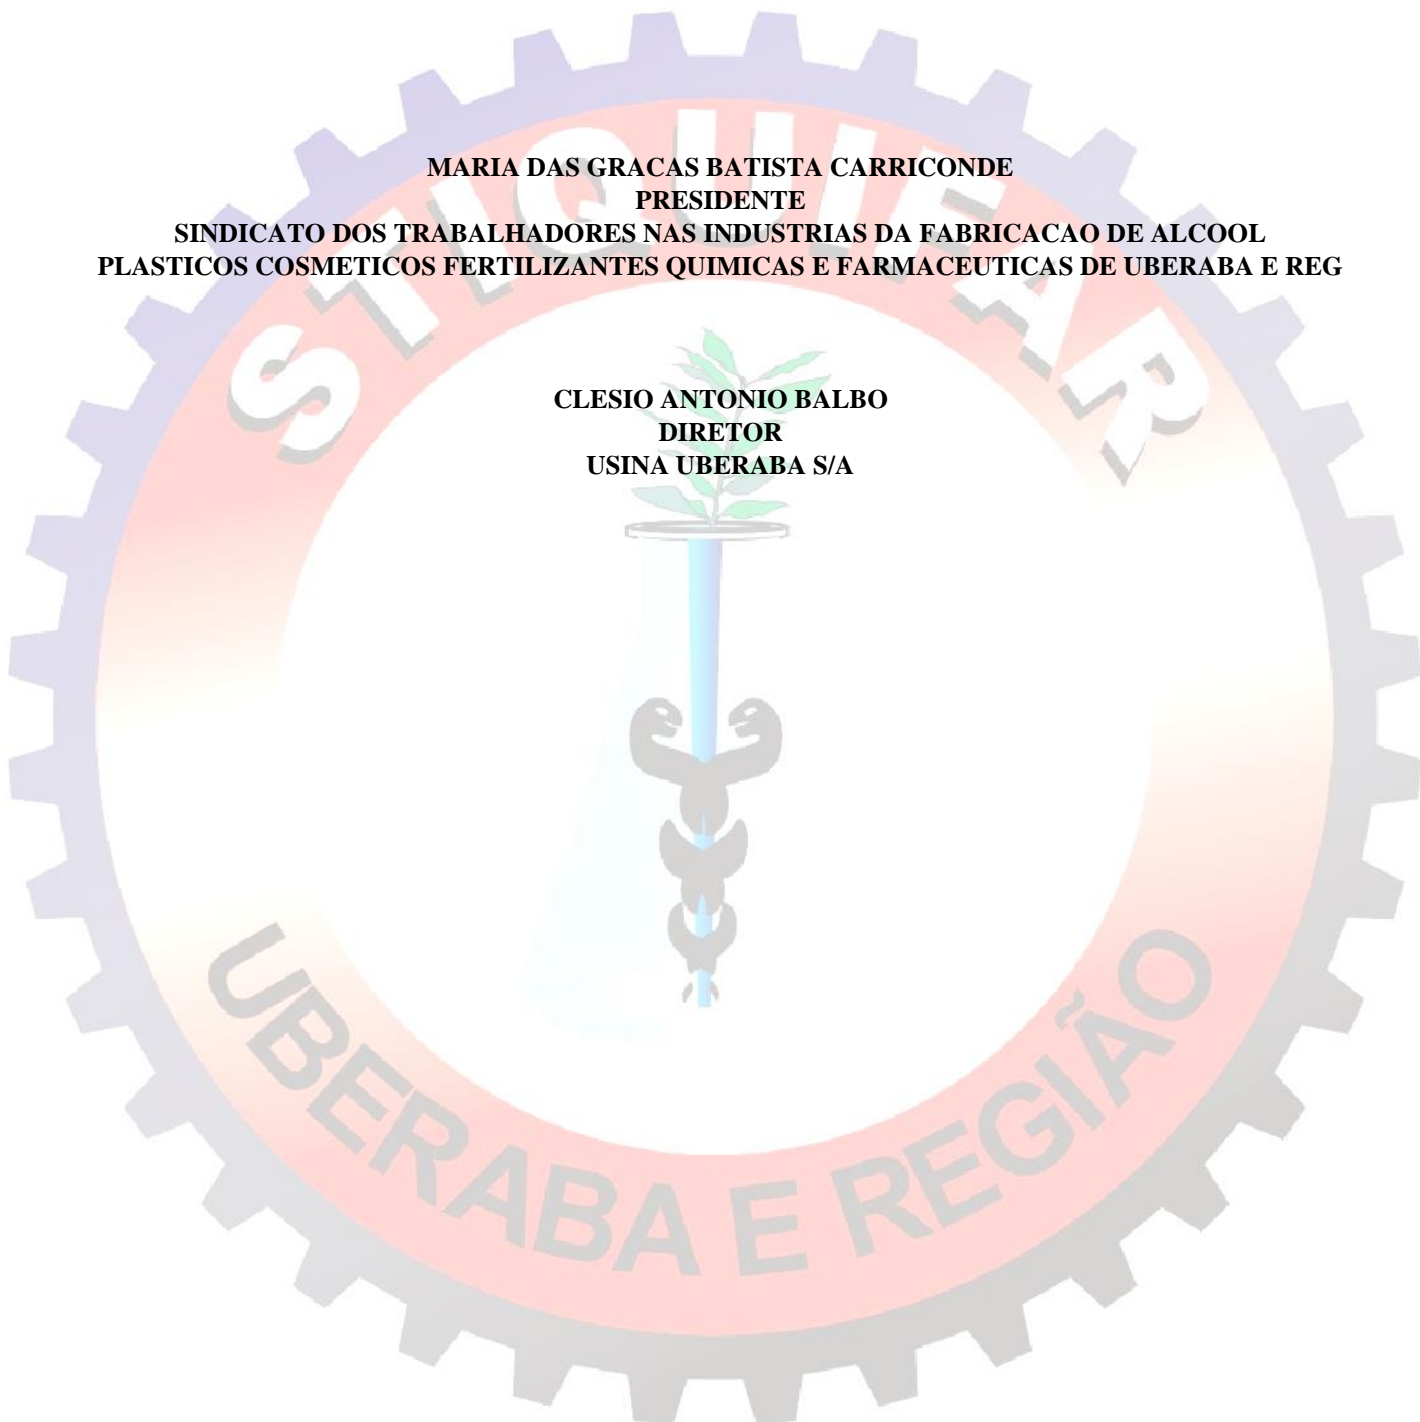 STIQUIFAR
MARIA DAS GRACAS BATISTA CARRICONDE
PRESIDENTE
SINDICATO DOS TRABALHADORES NAS INDUSTRIAS DA FABRICACAO DE ALCOOL
PLASTICOS COSMETICOS FERTILIZANTES QUIMICAS E FARMACEUTICAS DE UBERABA E REG
CLESIO ANTONIO BALBO
DIRETOR
USINA UBERABA S/A
UBERABA E REGIÃO